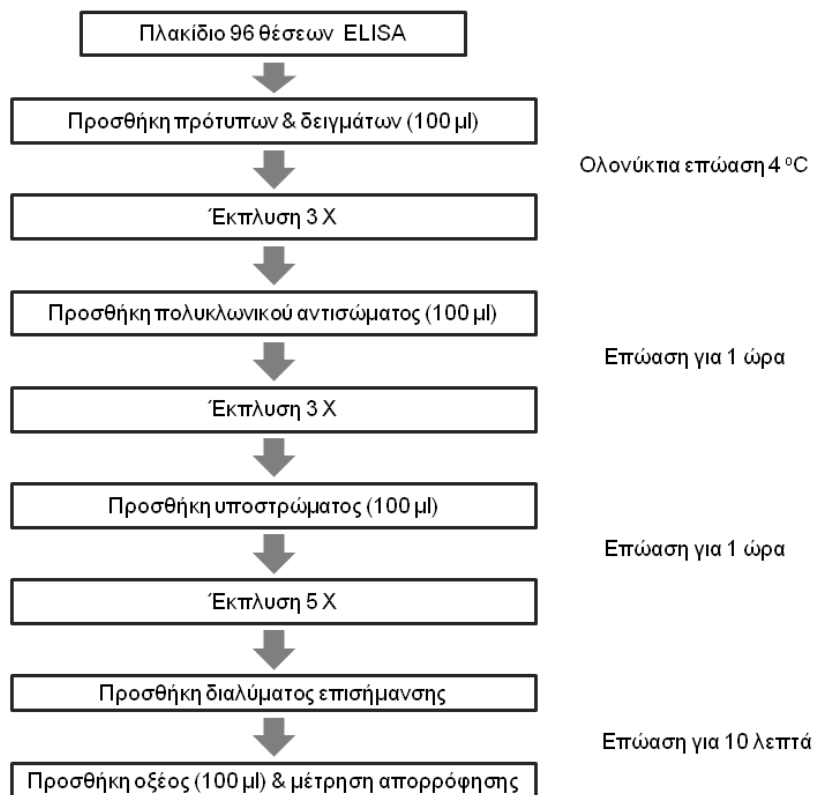 Πλακίδιο 96 θέσεων ELISA
Προσθήκη πρότυπων & δειγμάτων (100 μl)
Ολονύκτια επώαση 4 ºC
Έκπλυση 3 Χ
Προσθήκη πολυκλωνικού αντισώματος (100 μl)
Επώαση για 1 ώρα
Έκπλυση 3 Χ
Προσθήκη υποστρώματος (100 μl)
Επώαση για 1 ώρα
Έκπλυση 5 Χ
Προσθήκη διαλύματος επισήμανσης
Επώαση για 10 λεπτά
Προσθήκη οξέος (100 μl) & μέτρηση απορρόφησης